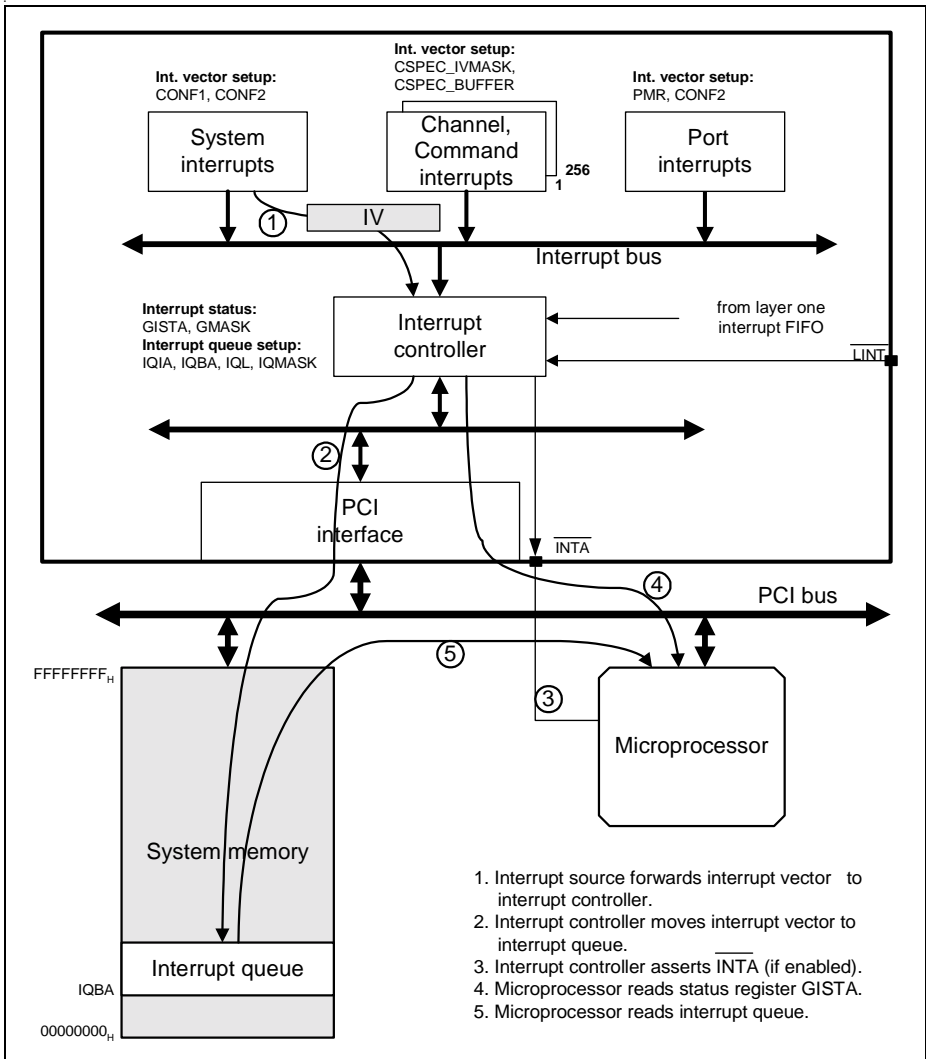 Int. vector setup:
CONF1, CONF2
Int. vector setup:
CSPEC_IVMASK,
CSPEC_BUFFER
Int. vector setup:
PMR, CONF2
System
interrupts
Channel,
Command
interrupts
256
1
Port
interrupts
1
IV
Interrupt bus
Interrupt status:
GISTA, GMASK
Interrupt queue setup:
IQIA, IQBA, IQL, IQMASK
Interrupt
controller
from layer one
interrupt FIFO
LINT
2
PCI
interface
INTA
4
PCI bus
5
FFFFFFFFH
3
Microprocessor
System memory
Interrupt queue
IQBA
00000000H
1. Interrupt source forwards interrupt vector to
interrupt controller.
2. Interrupt controller moves interrupt vector to
interrupt queue.
3. Interrupt controller asserts INTA (if enabled).
4. Microprocessor reads status register GISTA.
5. Microprocessor reads interrupt queue.